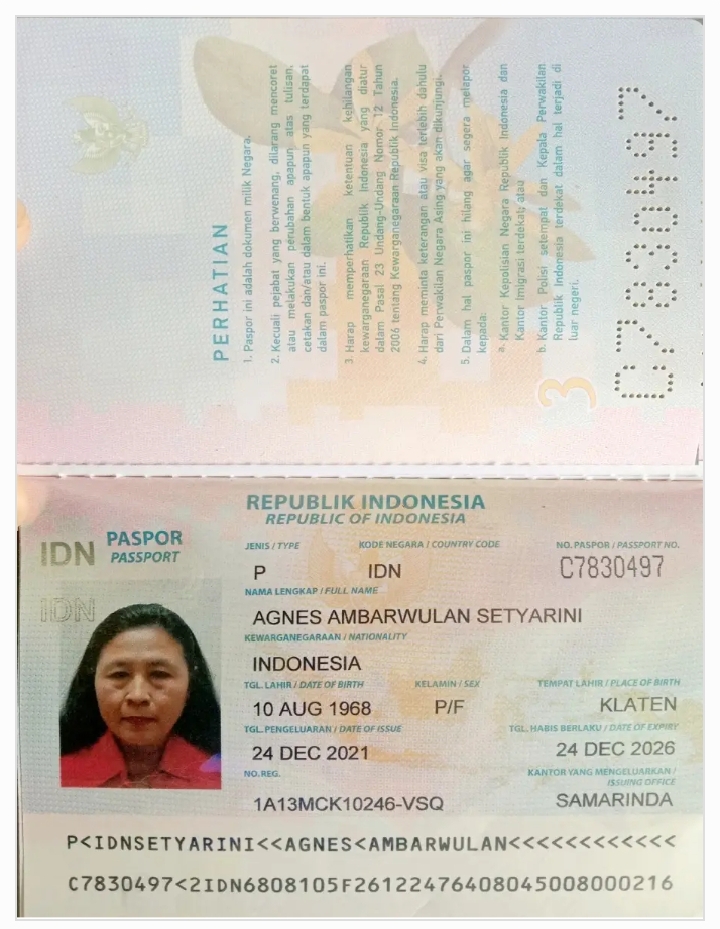 PERHATIAN
1. Paspor ini adalah dokumen milik Negara.
2. Kecuali pejabat yang berwenang, dilarang mencoret
atau melakukan perubahan apapun atas tulisan,
cetakan dan/atau dalam bentuk apapun yang terdapat
dalam paspor ini.
3. Harap memperhatikan ketentuan kehilangan
kewarganegaraan Republik Indonesia yang diatur
dalam Pasal 23 Undang-Undang Nomor 12 Tahun
2006 tentang Kewarganegaraan Republik Indonesia.
4. Harap meminta keterangan atau visa terlebih dahulu
dari Perwakilan Negara Asing yang akan dikunjungi.
5. Dalam hal paspor ini hilang agar segera melapor
kepada:
a. Kantor Kepolisian Negara Republik Indonesia dan
Kantor Imigrasi terdekat; atau
b. Kantor Polisi setempat dan Kepala Perwakilan
Republik Indonesia terdekat dalam hal terjadi di
luar negeri.
3
C7830497
REPUBLIK INDONESIA
REPUBLIC OF INDONESIA
IDN PASPOR
PASSPORT
JENIS / TYPE KODE NEGARA / COUNTRY CODE NO. PASPOR / PASSPORT NO.
P IDN C7830497
NAMA LENGKAP / FULL NAME
IDN
AGNES AMBARWULAN SETYARINI
KEWARGANEGARAAN / NATIONALITY
INDONESIA
TGL. LAHIR / DATE OF BIRTH KELAMIN / SEX TEMPAT LAHIR / PLACE OF BIRTH
10 AUG 1968 P/F KLATEN
TGL. PENGELUARAN / DATE OF ISSUE TGL. HABIS BERLAKU / DATE OF EXPIRY
24 DEC 2021 24 DEC 2026
NO. REG. KANTOR YANG MENGELUARKAN /
ISSUING OFFICE
1A13MCK10246-VSQ SAMARINDA
P<IDNSETYARINI<<AGNES<AMBARWULAN<<<<<<<<<<<<
C7830497<2IDN6808105F26122476408045008000216